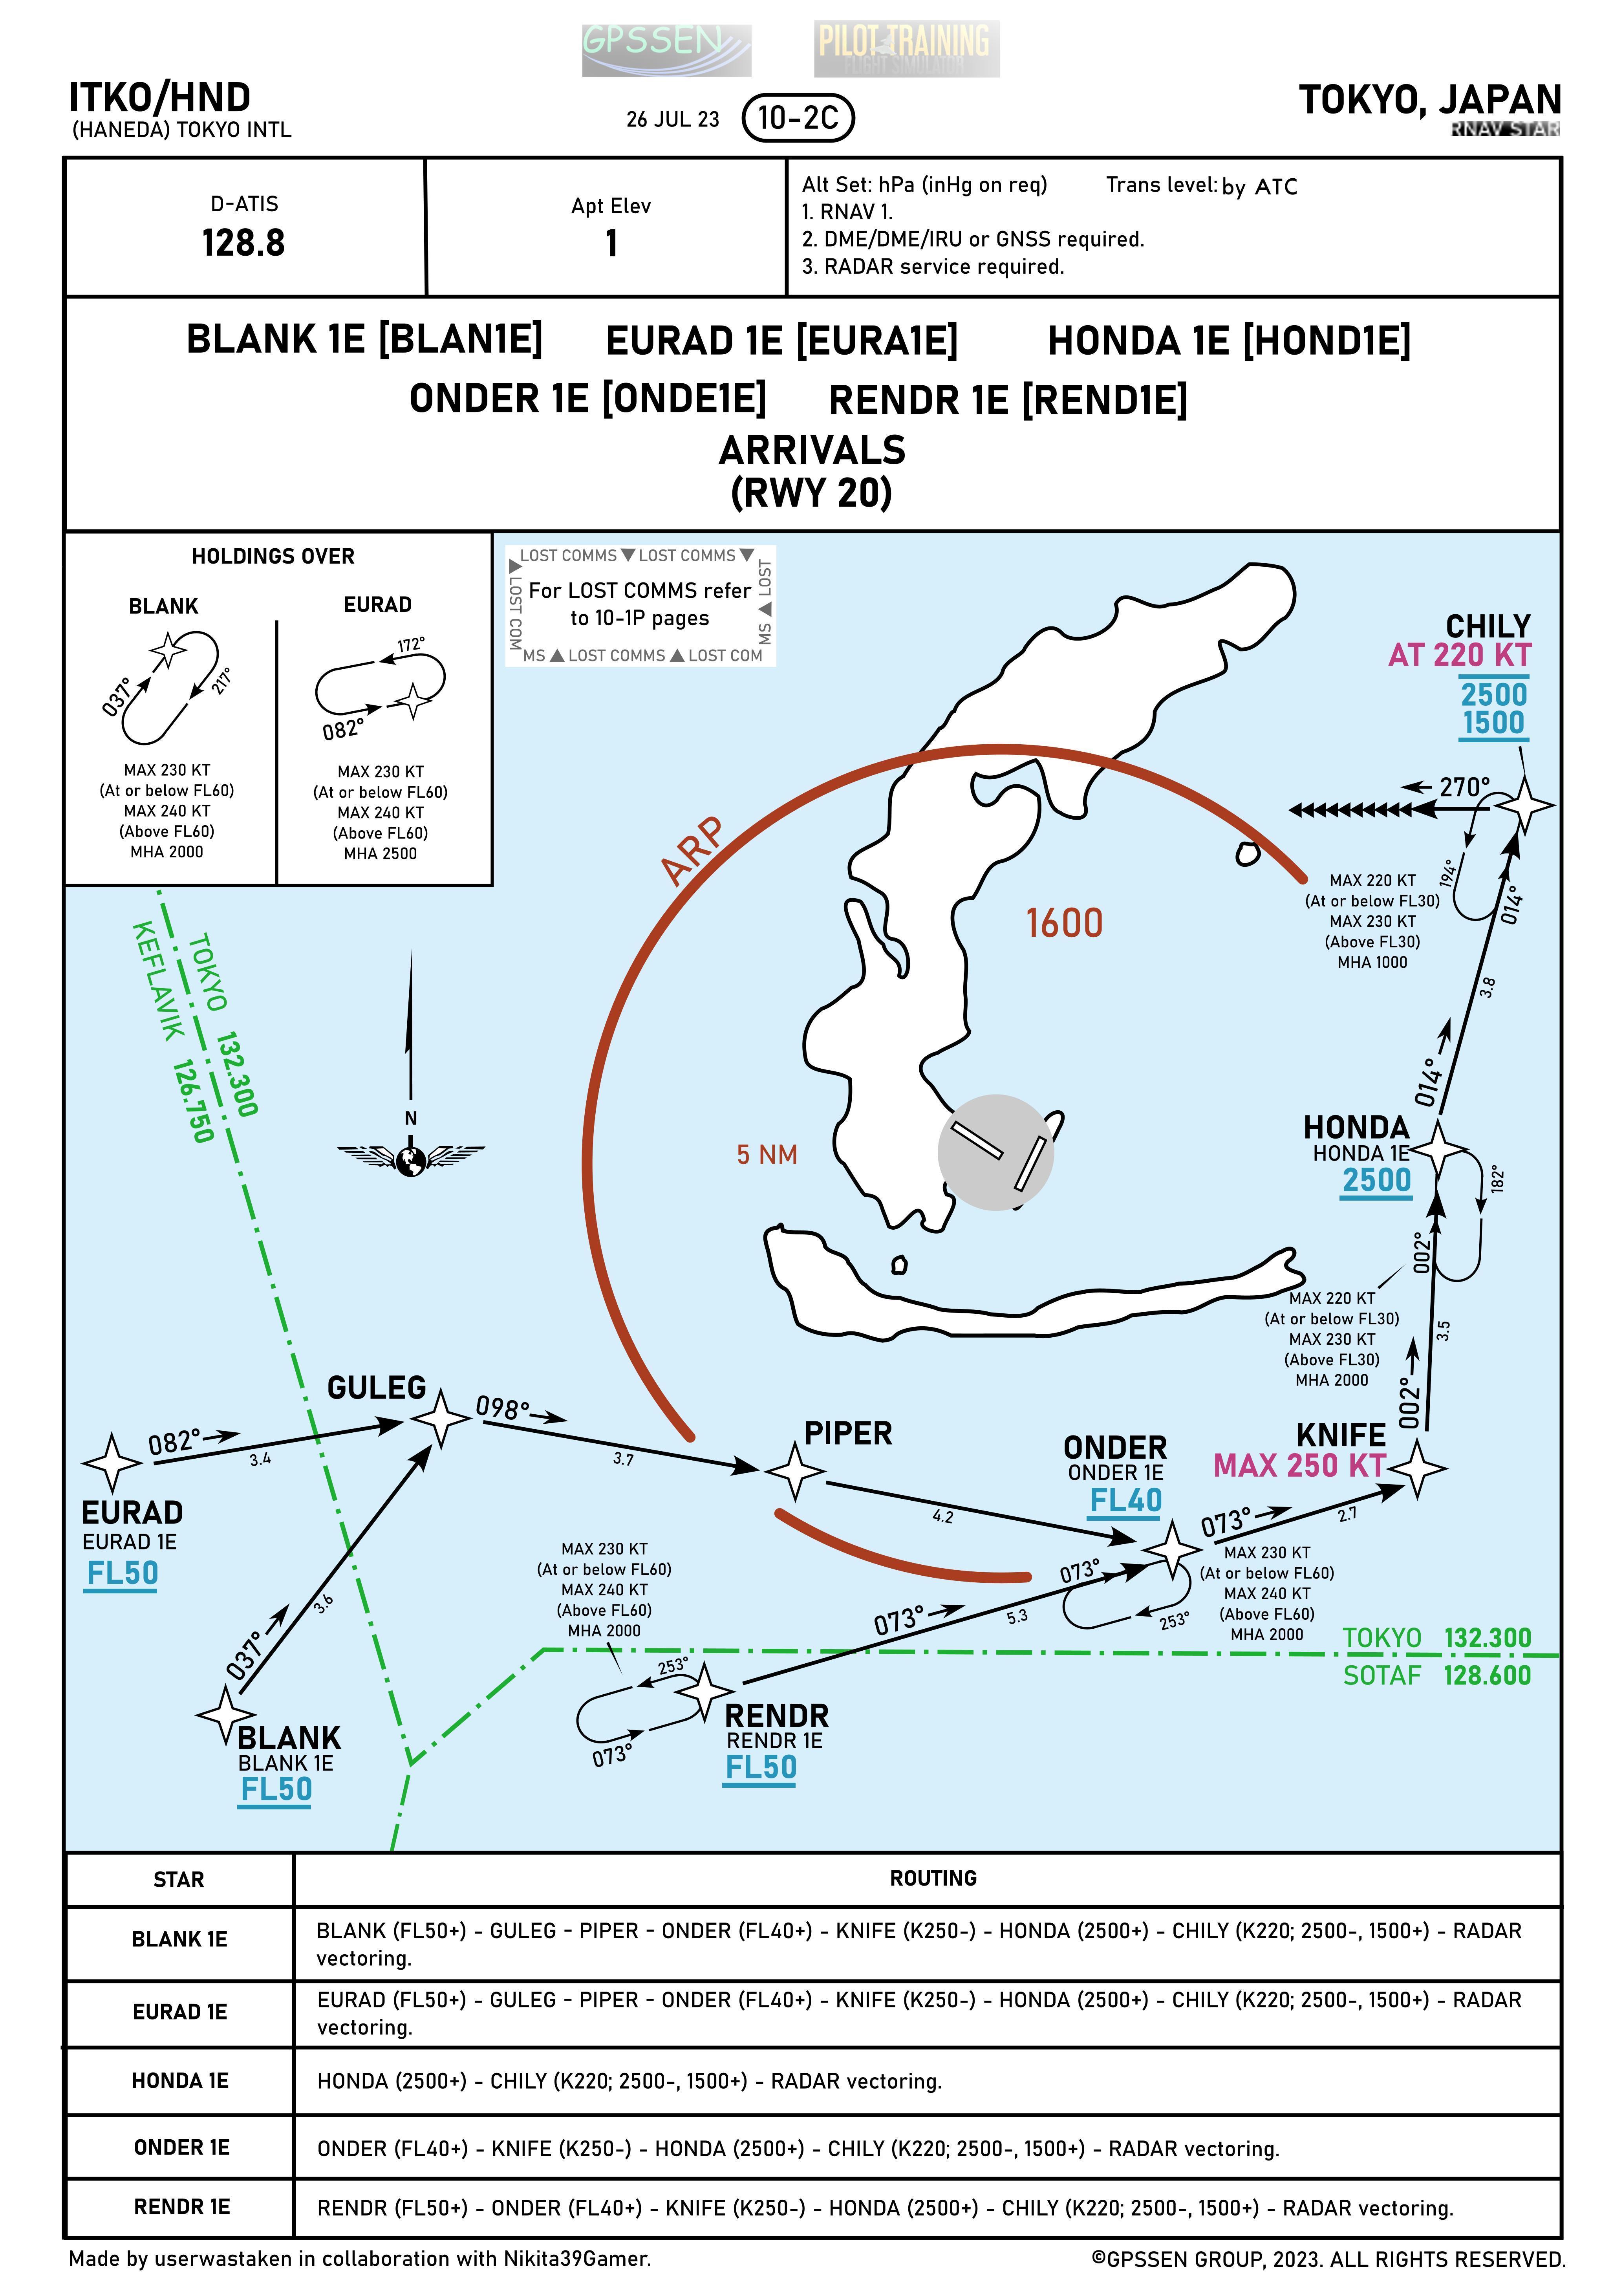 GPSSEN
PILOT TRAINING
FLIGHT SIMULATOR
ITKO/HND
(HANEDA) TOKYO INTL
26 JUL 23
10-2C
TOKYO, JAPAN
RNAV STAR
D-ATIS
128.8
Apt Elev
1
Alt Set: hPa (inHg on req) Trans level: by ATC
1. RNAV 1.
2. DME/DME/IRU or GNSS required.
3. RADAR service required.
BLANK 1E [BLAN1E] EURAD 1E [EURA1E] HONDA 1E [HOND1E]
ONDER 1E [ONDE1E] RENDR 1E [REND1E]
ARRIVALS
(RWY 20)
HOLDINGS OVER
BLANK
037°
217°
MAX 230 KT
(At or below FL60)
MAX 240 KT
(Above FL60)
MHA 2000
EURAD
172°
082°
MAX 230 KT
(At or below FL60)
MAX 240 KT
(Above FL60)
MHA 2500
LOST COMMS LOST COMMS
LOST COM
For LOST COMMS refer
to 10-1P pages
MS LOST
MS LOST COMMS LOST COM
CHILY
AT 220 KT
2500
1500
270°
194°
014°
MAX 220 KT
(At or below FL30)
MAX 230 KT
(Above FL30)
MHA 1000
ARP
1600
5 NM
TOKYO 132.300
KEFLAVIK 126.750
N
3.8
014°
HONDA
HONDA 1E
2500
182°
002°
MAX 220 KT
(At or below FL30)
MAX 230 KT
(Above FL30)
MHA 2000
3.5
002°
GULEG
098°
3.7
082°
3.4
EURAD
EURAD 1E
FL50
PIPER
4.2
ONDER
ONDER 1E
FL40
KNIFE
MAX 250 KT
073°
2.7
073°
253°
MAX 230 KT
(At or below FL60)
MAX 240 KT
(Above FL60)
MHA 2000
MAX 230 KT
(At or below FL60)
MAX 240 KT
(Above FL60)
MHA 2000
037°
3.6
073°
5.3
TOKYO 132.300
SOTAF 128.600
253°
073°
RENDR
RENDR 1E
FL50
BLANK
BLANK 1E
FL50
STAR ROUTING
BLANK 1E
BLANK (FL50+) - GULEG - PIPER - ONDER (FL40+) - KNIFE (K250-) - HONDA (2500+) - CHILY (K220; 2500-, 1500+) - RADAR
vectoring.
EURAD 1E
EURAD (FL50+) - GULEG - PIPER - ONDER (FL40+) - KNIFE (K250-) - HONDA (2500+) - CHILY (K220; 2500-, 1500+) - RADAR
vectoring.
HONDA 1E
HONDA (2500+) - CHILY (K220; 2500-, 1500+) - RADAR vectoring.
ONDER 1E
ONDER (FL40+) - KNIFE (K250-) - HONDA (2500+) - CHILY (K220; 2500-, 1500+) - RADAR vectoring.
RENDR 1E
RENDR (FL50+) - ONDER (FL40+) - KNIFE (K250-) - HONDA (2500+) - CHILY (K220; 2500-, 1500+) - RADAR vectoring.
Made by userwastaken in collaboration with Nikita39Gamer.
©GPSSEN GROUP, 2023. ALL RIGHTS RESERVED.